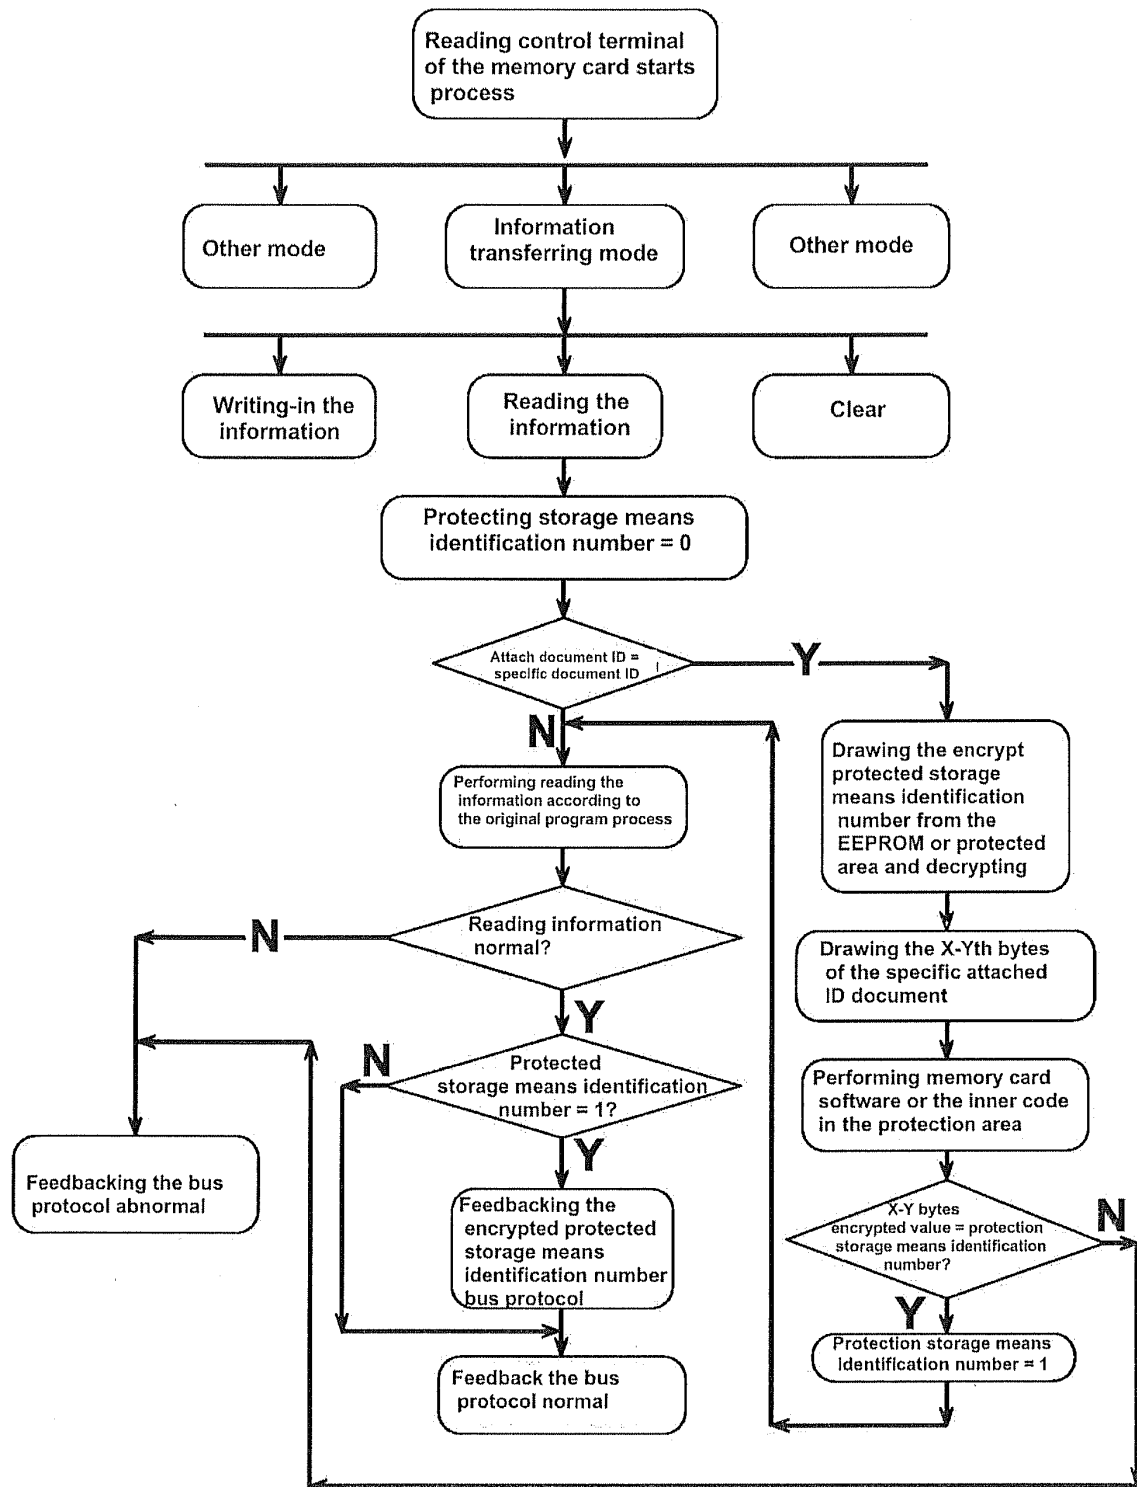 Reading control terminal
of the memory card starts
process
Other mode
Information
transferring mode
Other mode
Writing-in the
information
Reading the
information
Clear
Protecting storage means
identification number = 0
Attach document ID =
specific document ID
Y
N
Performing reading the
information according to
the original program process
Drawing the encrypt
protected storage
means identification
number from the
EEPROM or protected
area and decrypting
Reading information
normal?
N
Y
Drawing the X-Yth bytes
of the specific attached
ID document
Protected
storage means identification
number = 1?
N
Y
Performing memory card
software or the inner code
in the protection area
Feedbacking the bus
protocol abnormal
Feedbacking the
encrypted protected
storage means
identification number
bus protocol
X-Y bytes
encrypted value = protection
storage means identification
number?
N
Y
Protection storage means
Identification number = 1
Feedback the bus
protocol normal